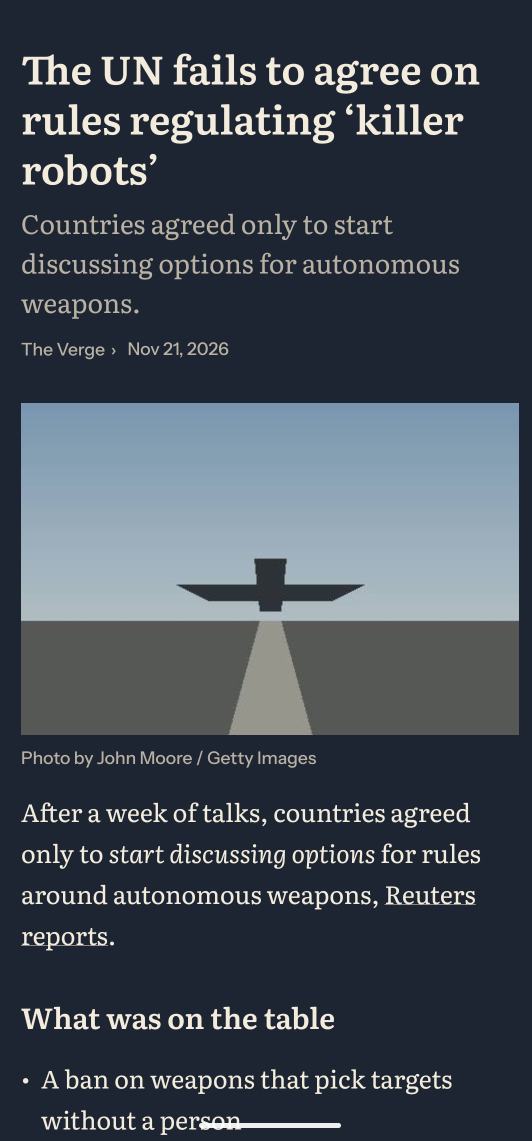 The UN fails to agree on
rules regulating ‘killer
robots’
Countries agreed only to start
discussing options for autonomous
weapons.
The Verge › Nov 21, 2026
Photo by John Moore / Getty Images
After a week of talks, countries agreed
only to start discussing options for rules
around autonomous weapons, Reuters
reports.
What was on the table
• A ban on weapons that pick targets
without a person